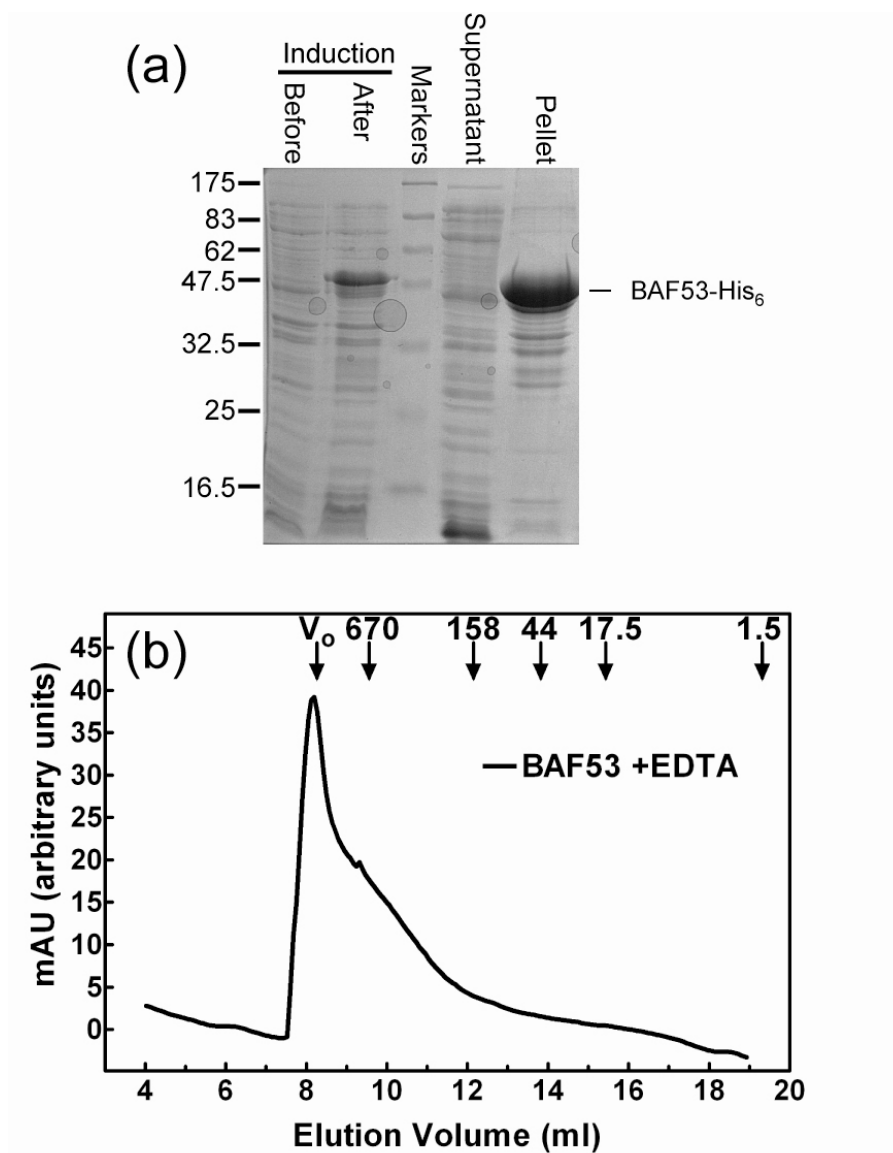 (a)
Induction
Before
After
Markers
Supernatant
Pellet
175
83
62
47.5
32.5
25
16.5
BAF53-His6
(b)
Vo 670 158 44 17.5 1.5
BAF53 +EDTA
mAU (arbitrary units)
45
40
35
30
25
20
15
10
5
0
4 6 8 10 12 14 16 18 20
Elution Volume (ml)